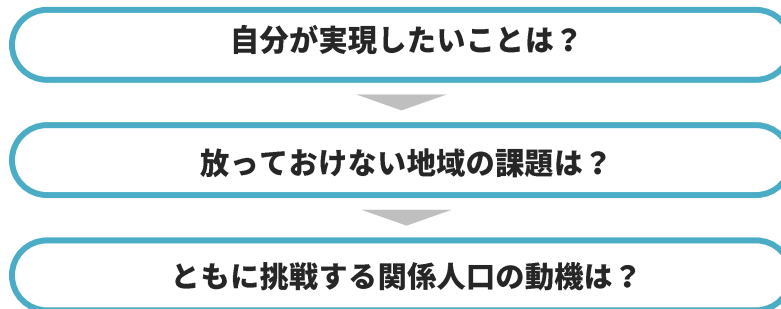 自分が実現したいことは？
放っておけない地域の課題は？
ともに挑戦する関係人口の動機は？